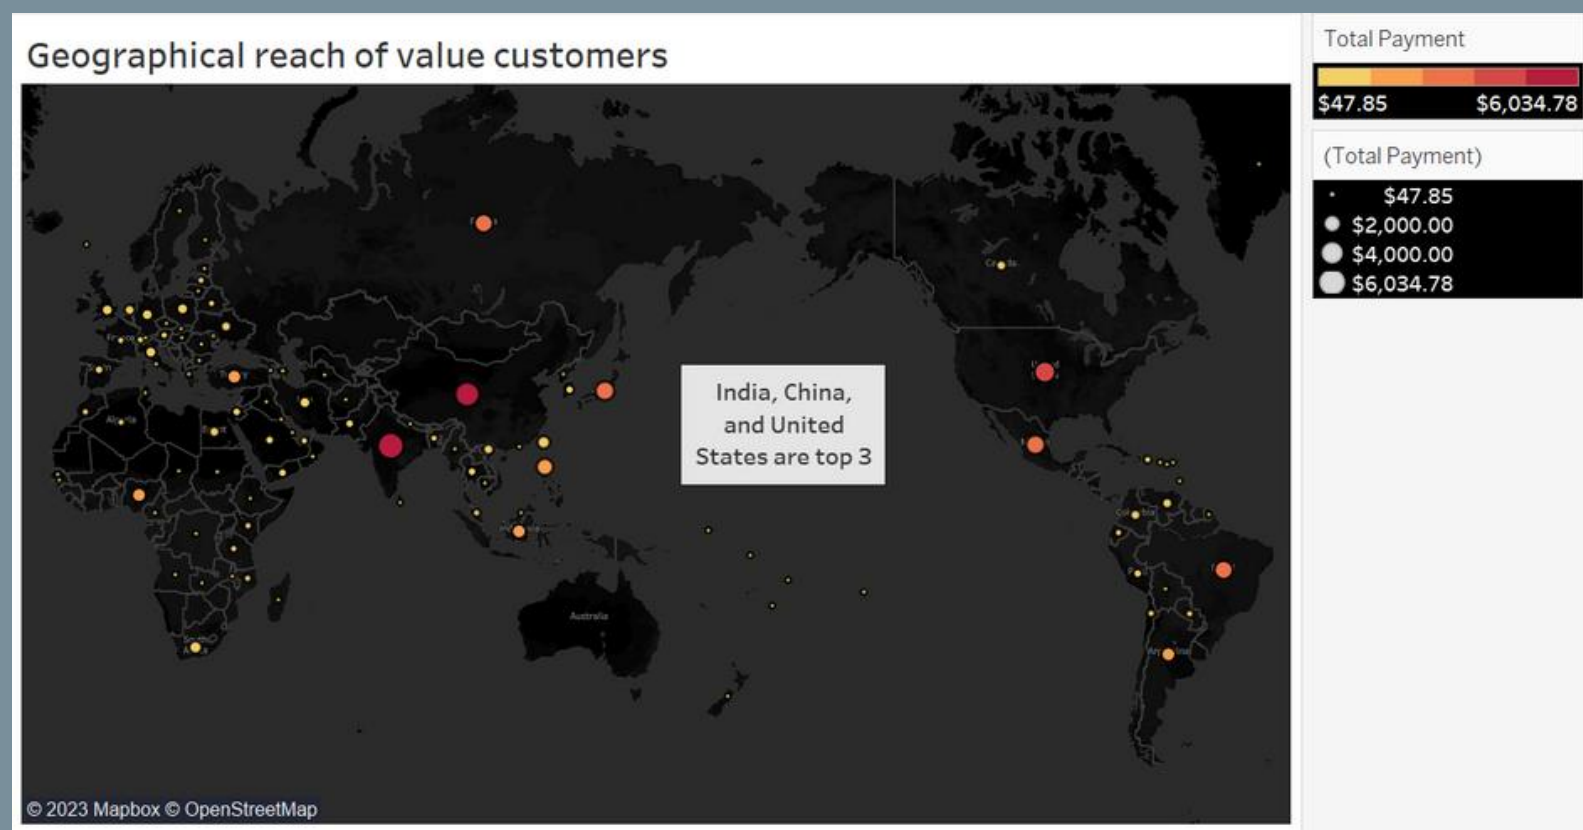 Geographical reach of value customers
Total Payment
$47.85 $6,034.78
(Total Payment)
$47.85
$2,000.00
$4,000.00
$6,034.78
India, China,
and United
States are top 3
Australia
© 2023 Mapbox © OpenStreetMap